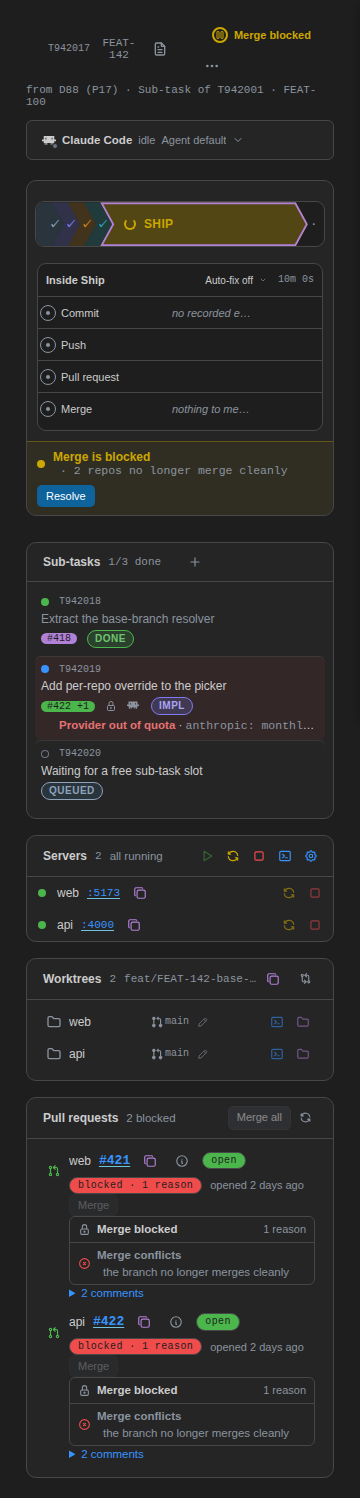 Merge blocked
T942017 FEAT-142
from D88 (P17) · Sub-task of T942001 · FEAT-100
Claude Code idle Agent default
SHIP
Inside Ship Auto-fix off 10m 0s
Commit no recorded e…
Push
Pull request
Merge nothing to me…
Merge is blocked
· 2 repos no longer merge cleanly
Resolve
Sub-tasks 1/3 done
T942018
Extract the base-branch resolver
#418 DONE
T942019
Add per-repo override to the picker
#422 +1 IMPL
Provider out of quota · anthropic: monthl…
T942020
Waiting for a free sub-task slot
QUEUED
Servers 2 all running
web :5173
api :4000
Worktrees 2 feat/FEAT-142-base-…
web main
api main
Pull requests 2 blocked Merge all
web #421 open
blocked · 1 reason opened 2 days ago
Merge
Merge blocked 1 reason
Merge conflicts
the branch no longer merges cleanly
2 comments
api #422 open
blocked · 1 reason opened 2 days ago
Merge
Merge blocked 1 reason
Merge conflicts
the branch no longer merges cleanly
2 comments